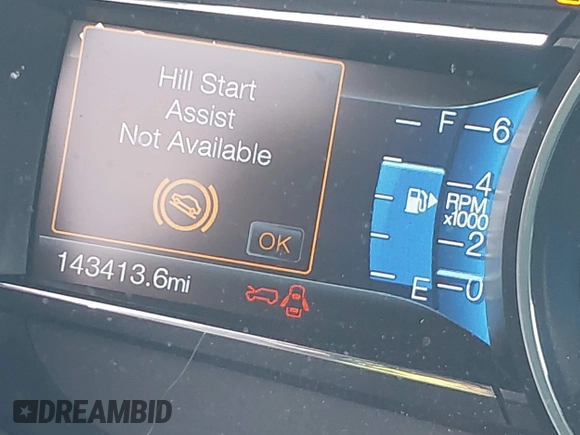 Hill Start
Assist
Not Available
OK
143413.6mi
F
E
6
4
RPM
x1000
2
0
DREAMBID